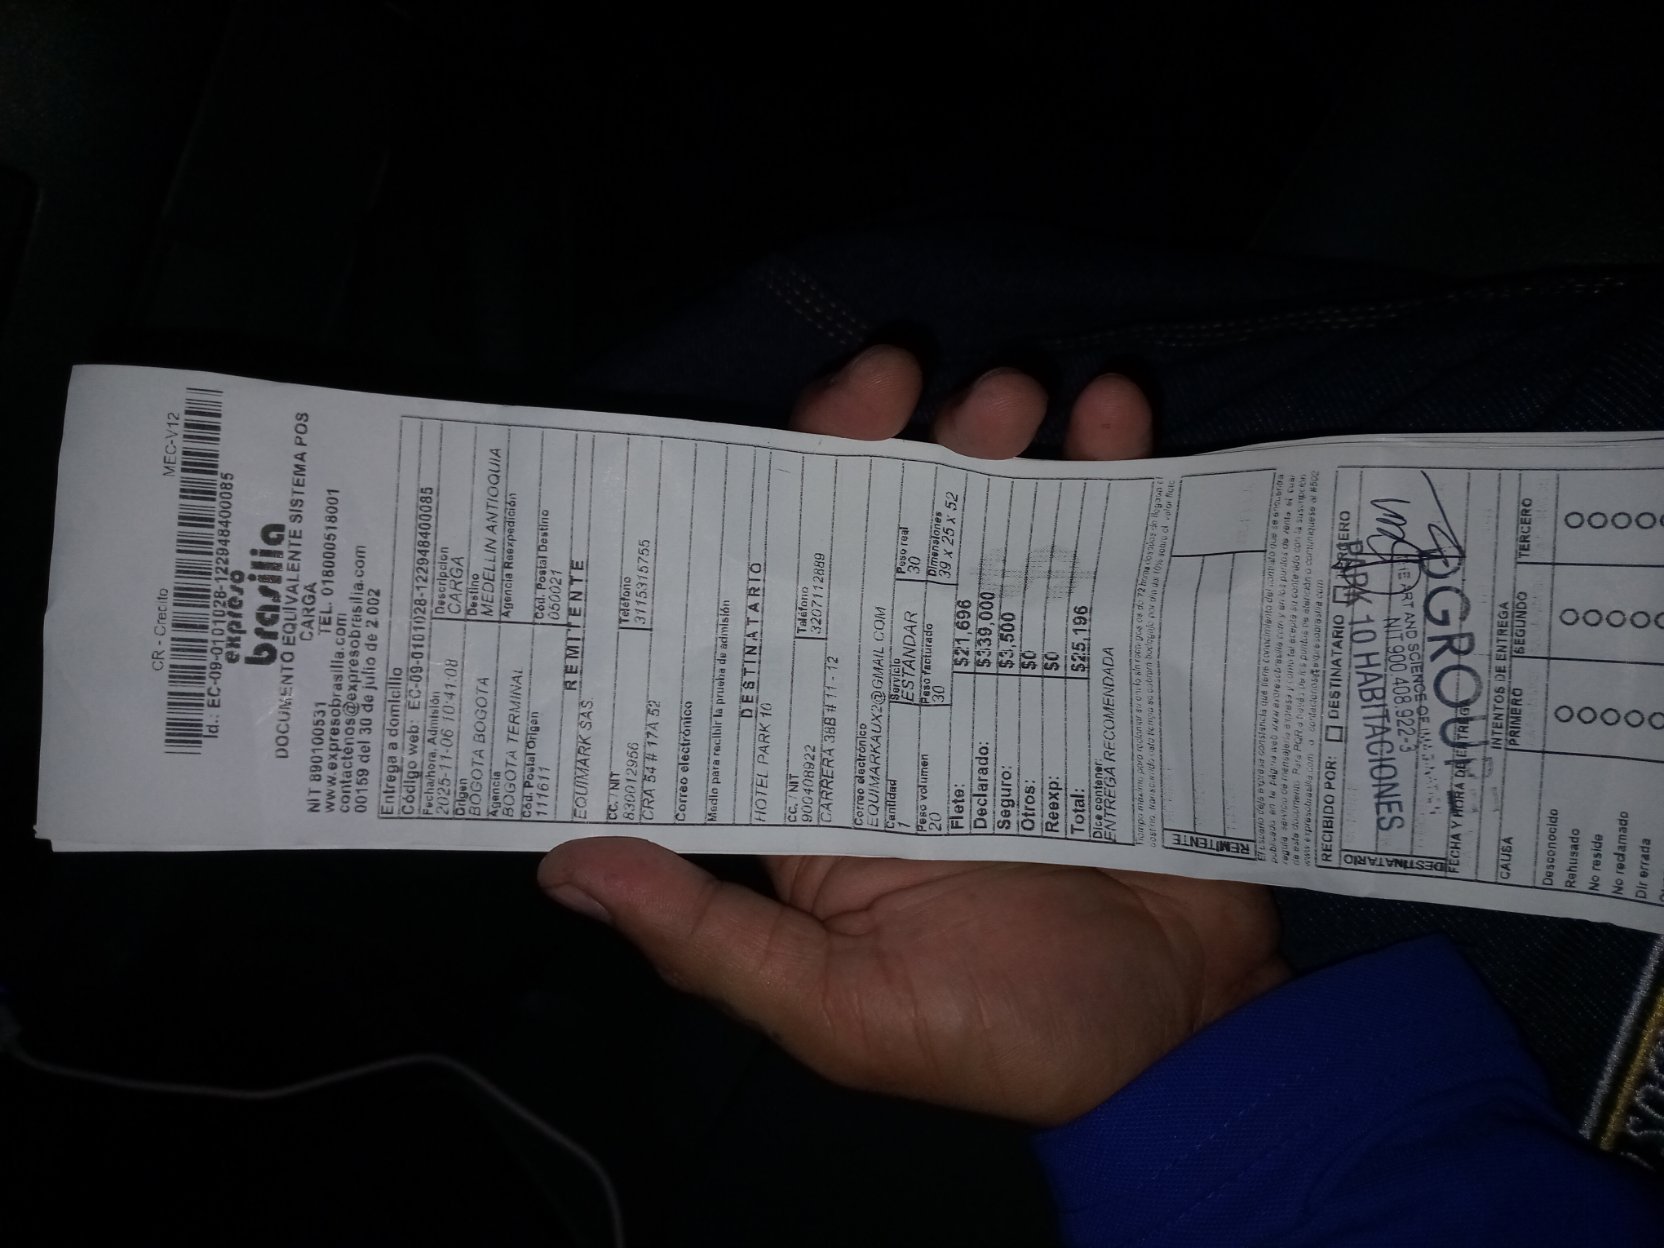 CR - Credito MEC-V12
Id.: EC-09-0101028-122948400085
expreso
brasilia
DOCUMENTO EQUIVALENTE SISTEMA POS
CARGA
NIT 890100531 TEL. 018000518001
www.expresobrasilia.com
contactenos@expresobrasilia.com
00159 del 30 de julio de 2.002
Entrega a domicilio
Código web: EC-09-0101028-122948400085
Fecha/hora, Admisión Descripción
2025-11-06 10:41:08 CARGA
Origen Destino
BOGOTA BOGOTA MEDELLIN ANTIOQUIA
Agencia Agencia Reexpedición
BOGOTA TERMINAL
Cód. Postal Origen Cód. Postal Destino
111611 050021
REMITENTE
EQUIMARK SAS
CC. / NIT Teléfono
830012956 3115315755
CRA 54 # 17A 52
Correo electrónico
Medio para recibir la prueba de admisión
DESTINATARIO
HOTEL PARK 10
CC. / NIT Teléfono
900408922 3207112889
CARRERA 36B # 11 - 12
Correo electrónico
EQUIMARKAUX2@GMAIL.COM
Cantidad Servicio Peso real
1 ESTANDAR 30
Peso volumen Peso facturado Dimensiones
20 30 39 X 25 X 52
Flete: $21,696
Declarado: $339,000
Seguro: $3,500
Otros: $0
Reexp: $0
Total: $25,196
Dice contener:
ENTREGA RECOMENDADA
REMITENTE
RECIBIDO POR: DESTINATARIO
DESTINATARIO
PARK 10 HABITACIONES
NIT 900.408.922-3
GROU
FECHA Y HORA DE ENTREGA
INTENTOS DE ENTREGA
CAUSA PRIMERO SEGUNDO TERCERO
Desconocido
Rehusado
No reside
No reclamado
Dir errada